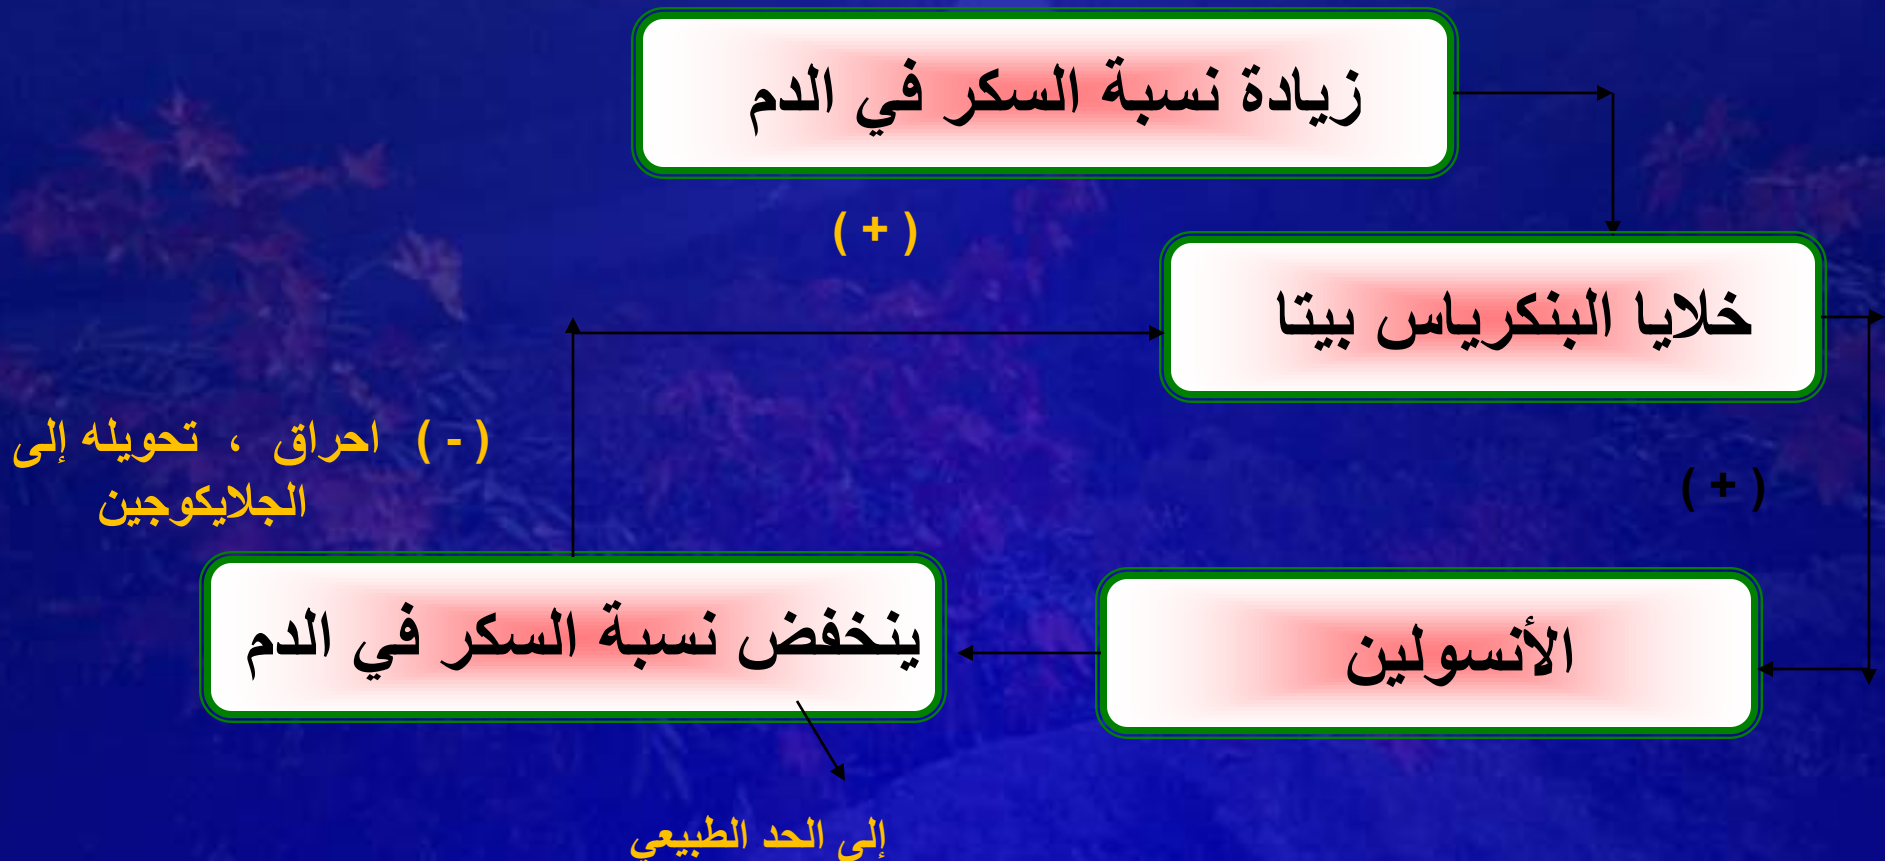 زيادة نسبة السكر في الدم
( + )
خلايا البنكرياس بيتا
( - ) احراق ، تحويله إلى
الجلايكوجين
( + )
ينخفض نسبة السكر في الدم
الأنسولين
إلى الحد الطبيعي